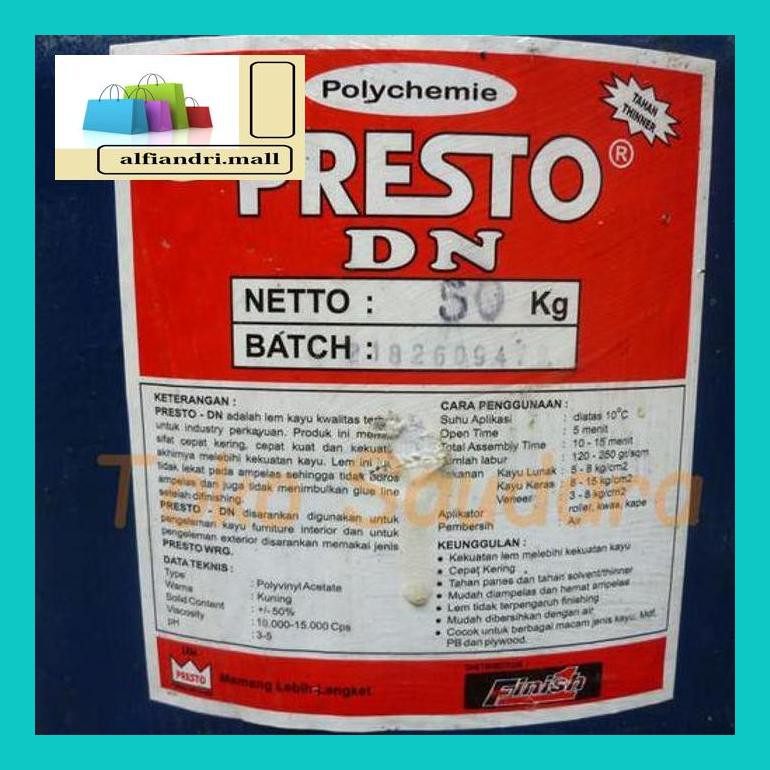 alfiandri.mall
Polychemie
TAHAN
THINNER
PRESTO®
DN
NETTO : 50 Kg
BATCH :
KETERANGAN :
PRESTO - DN adalah lem kayu kwalitas
untuk industry perkayuan. Produk ini
sifat cepat kering, cepat kuat dan
akhirnya melebihi kekuatan kayu. Lem ini
tidak lekat pada ampelas sehingga tidak boros
ampelas dan juga tidak menimbulkan glue line
setelah difinishing.
PRESTO - DN disarankan digunakan untuk
pengeleman kayu furniture interior dan untuk
pengeleman exterior disarankan memakai jenis
PRESTO WRG.
DATA TEKNIS :
Type : Polyvinyl Acetate
Warna : Kuning
Solid Content : +/- 50%
Viscosity : 10.000-15.000 Cps
pH : 3-5
CARA PENGGUNAAN :
Suhu Aplikasi : diatas 10°C
Open Time : 5 menit
Total Assembly Time : 10 - 15 menit
Jumlah labur : 120 - 250 gr/sqm
Kayu Lunak : 5 - 8 kg/cm2
Kayu Keras : 8 - 15 kg/cm2
Veneer : 3 - 8 kg/cm2
Aplikator : roller, kwas, kape
Pembersih : Air
KEUNGGULAN :
• Kekuatan lem melebihi kekuatan kayu
• Cepat Kering
• Tahan panas dan tahan solvent/thinner
• Mudah diampelas dan hemat ampelas
• Lem tidak terpengaruh finishing
• Mudah dibersihkan dengan air
• Cocok untuk berbagai macam jenis kayu, Mdf,
PB dan plywood.
LEM
PRESTO
Memang Lebih Lengket
DISTRIBUTOR :
Finish 1
Saudara